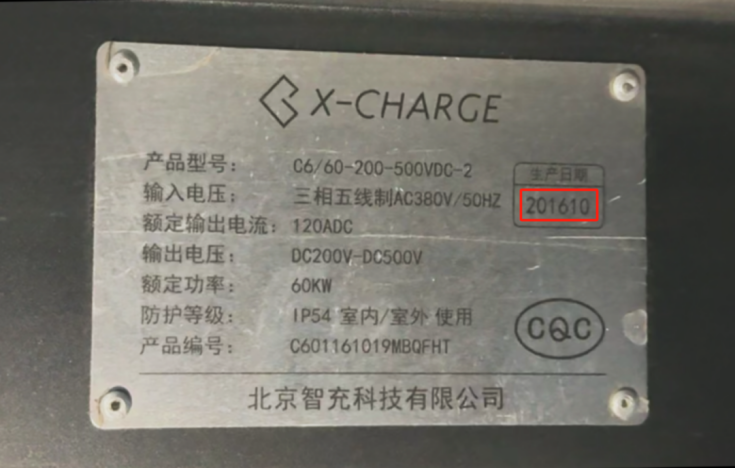 X-CHARGE
产品型号： C6/60-200-500VDC-2
生产日期
输入电压： 三相五线制AC380V/50HZ
201610
额定输出电流： 120ADC
输出电压： DC200V-DC500V
额定功率： 60KW
防护等级： IP54 室内/室外 使用
CQC
产品编号： C601161019MBQFHT
北京智充科技有限公司